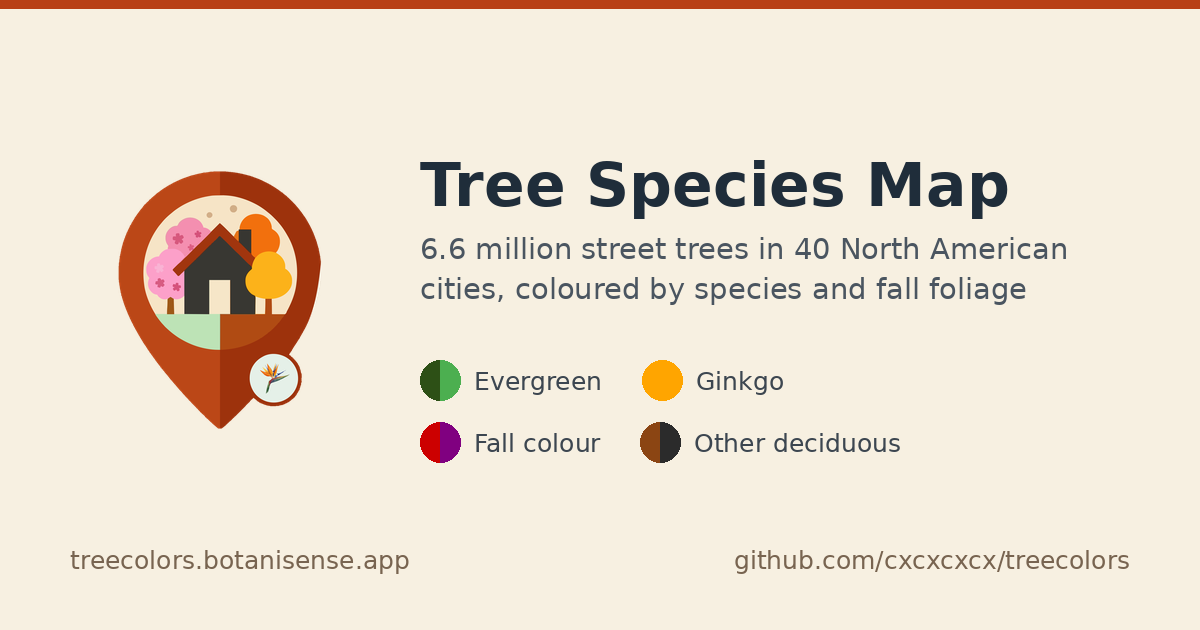 Tree Species Map
6.6 million street trees in 40 North American
cities, coloured by species and fall foliage
Evergreen
Ginkgo
Fall colour
Other deciduous
treecolors.botanisense.app
github.com/cxcxcxcx/treecolors